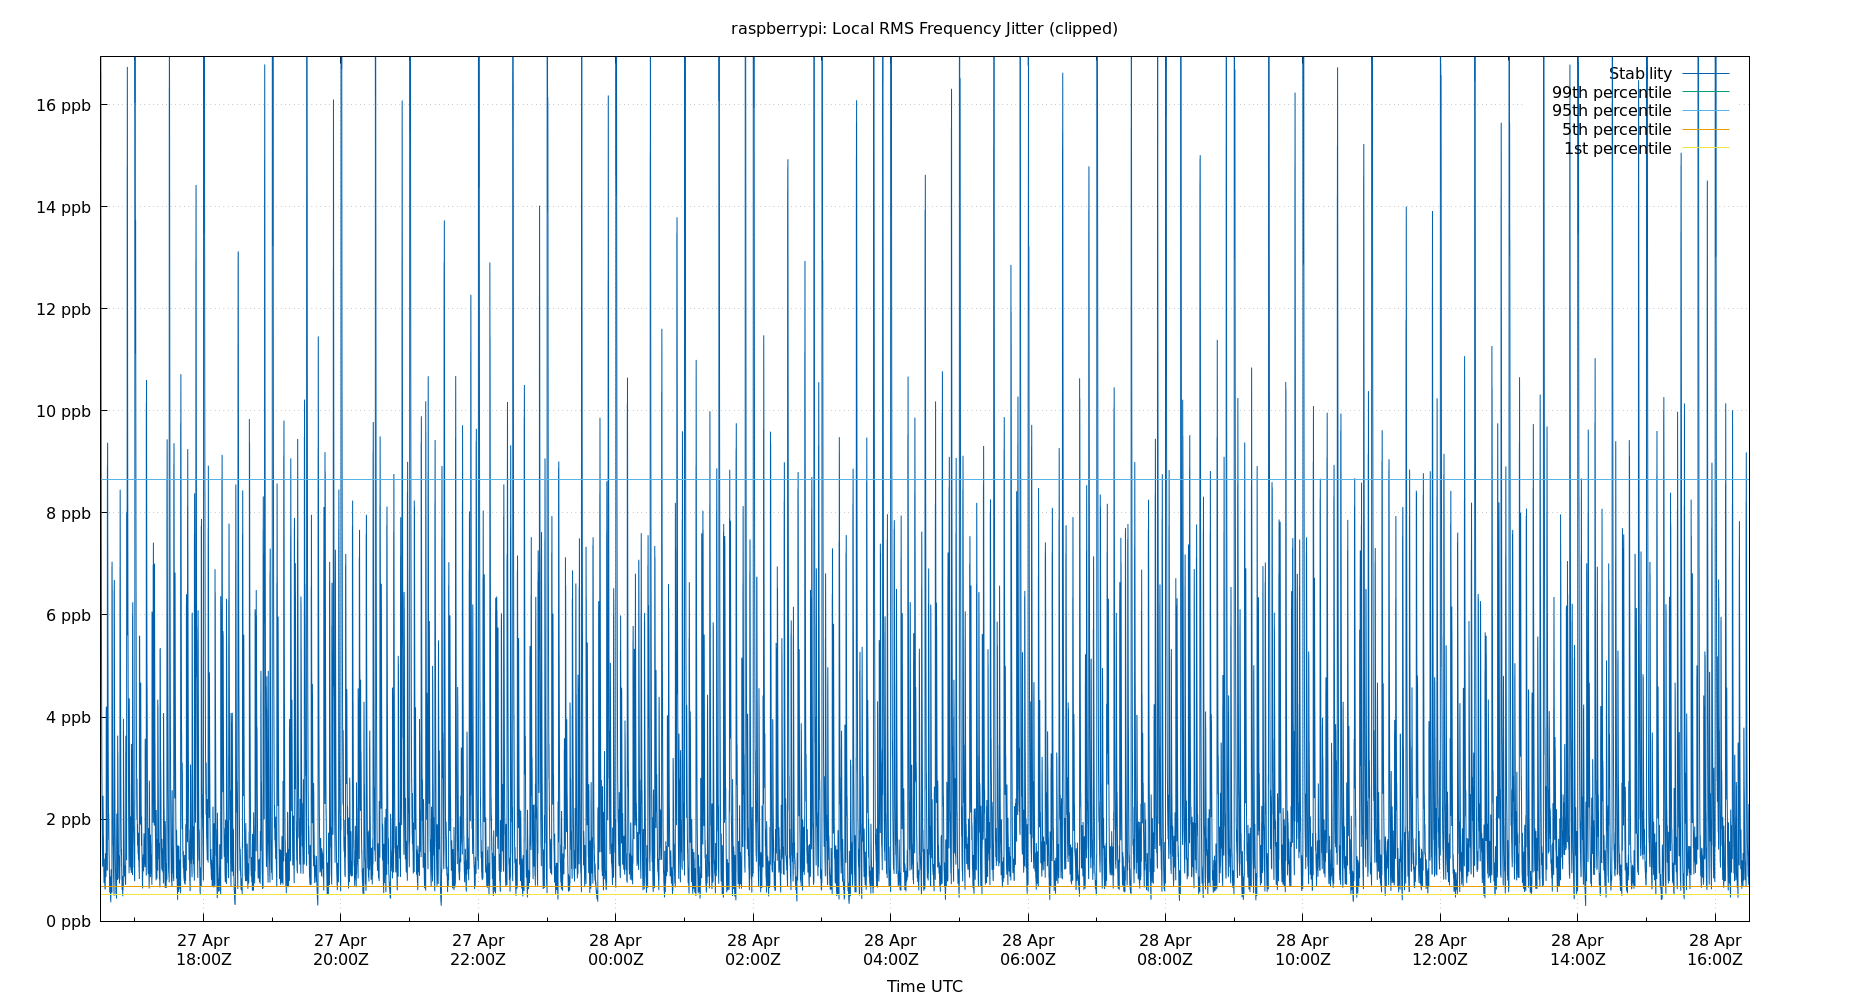 raspberrypi: Local RMS Frequency Jitter (clipped)
Stability
99th percentile
95th percentile
5th percentile
1st percentile
16 ppb
14 ppb
12 ppb
10 ppb
8 ppb
6 ppb
4 ppb
2 ppb
0 ppb
27 Apr 27 Apr 27 Apr 28 Apr 28 Apr 28 Apr 28 Apr 28 Apr 28 Apr 28 Apr 28 Apr 28 Apr
18:00Z 20:00Z 22:00Z 00:00Z 02:00Z 04:00Z 06:00Z 08:00Z 10:00Z 12:00Z 14:00Z 16:00Z
Time UTC